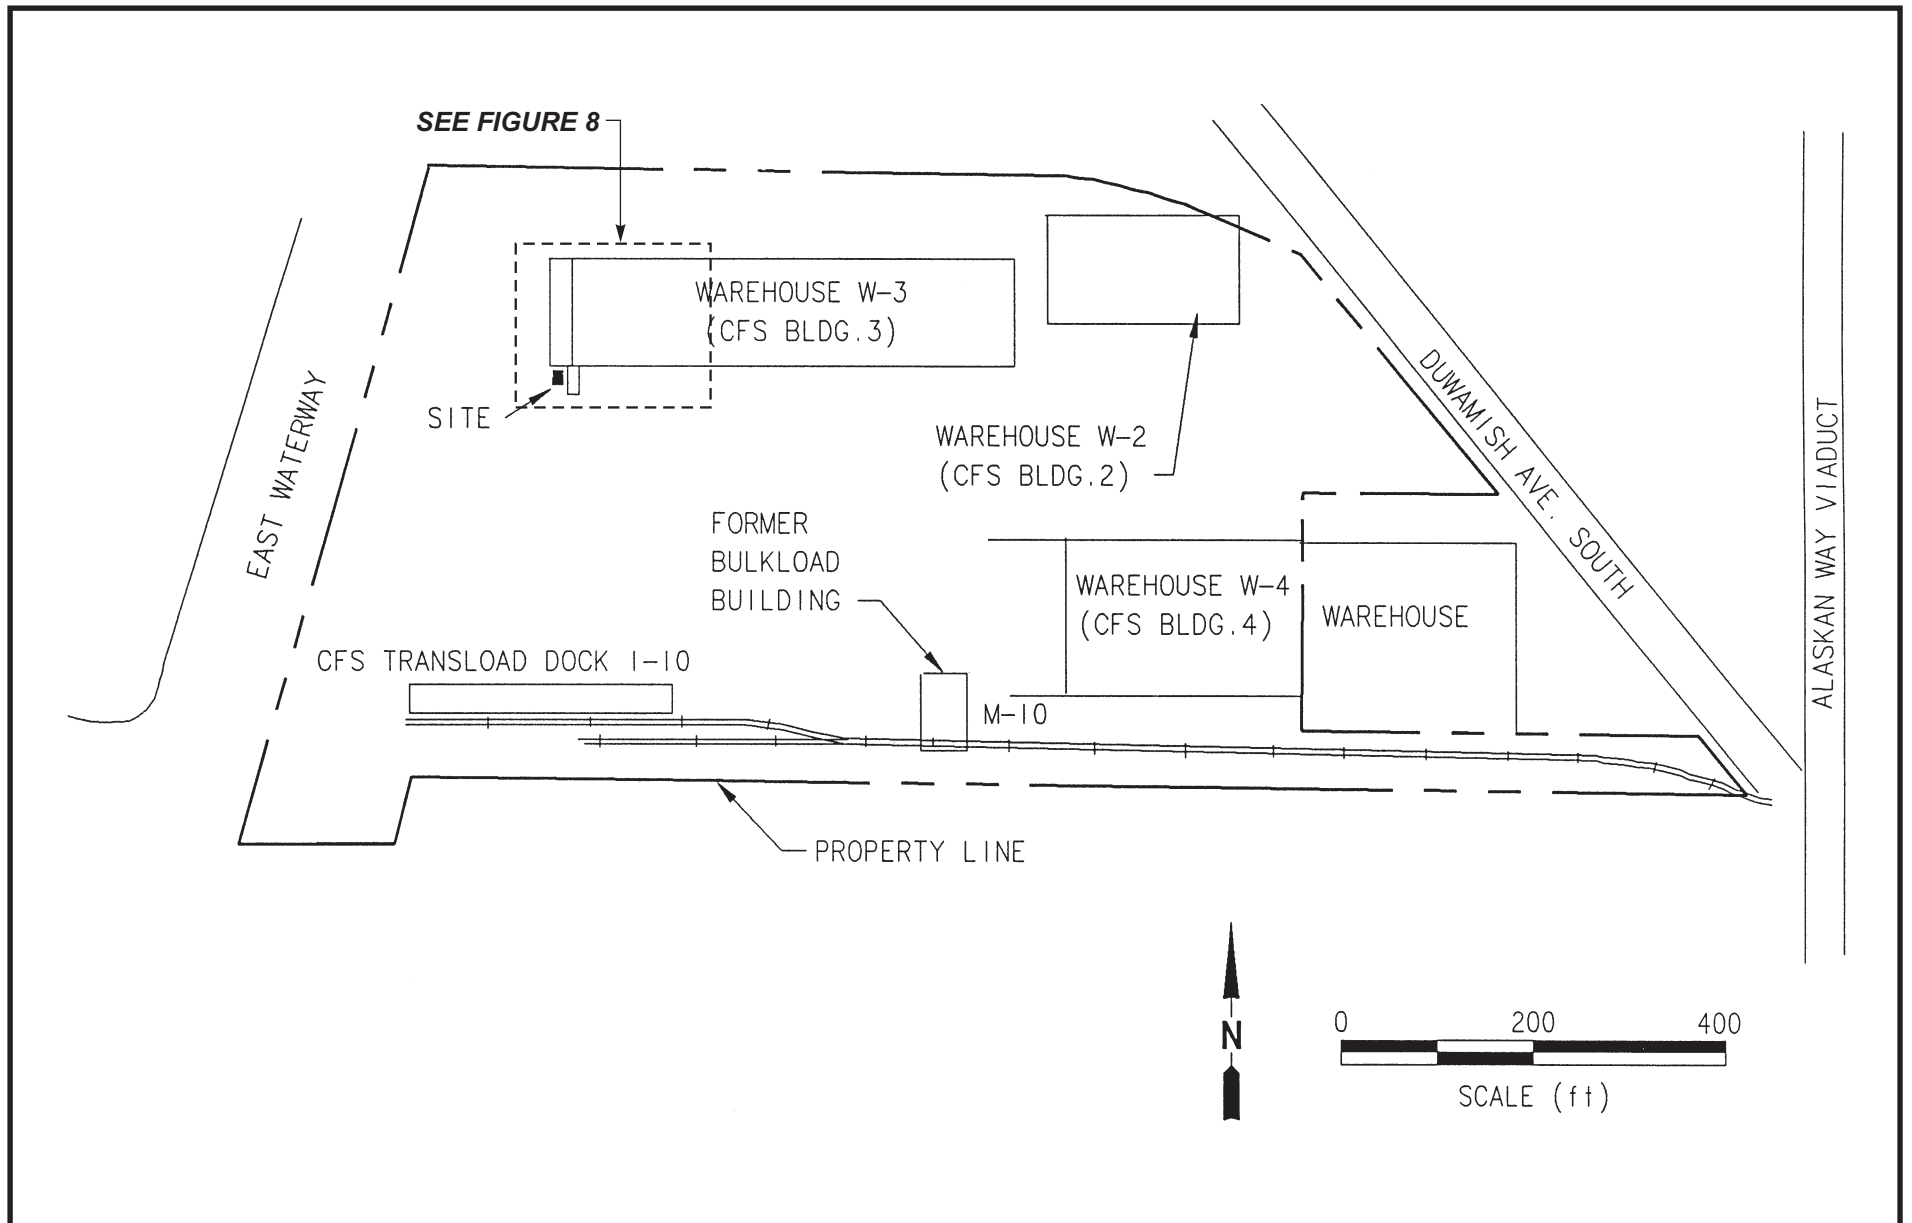 SEE FIGURE 8
WAREHOUSE W-3
(CFS BLDG.3)
SITE
EAST WATERWAY
WAREHOUSE W-2
(CFS BLDG.2)
DUWAMISH AVE. SOUTH
ALASKAN WAY VIADUCT
FORMER
BULKLOAD
BUILDING
WAREHOUSE W-4
(CFS BLDG.4)
WAREHOUSE
CFS TRANSLOAD DOCK I-10
M-10
PROPERTY LINE
N
0 200 400
SCALE (ft)